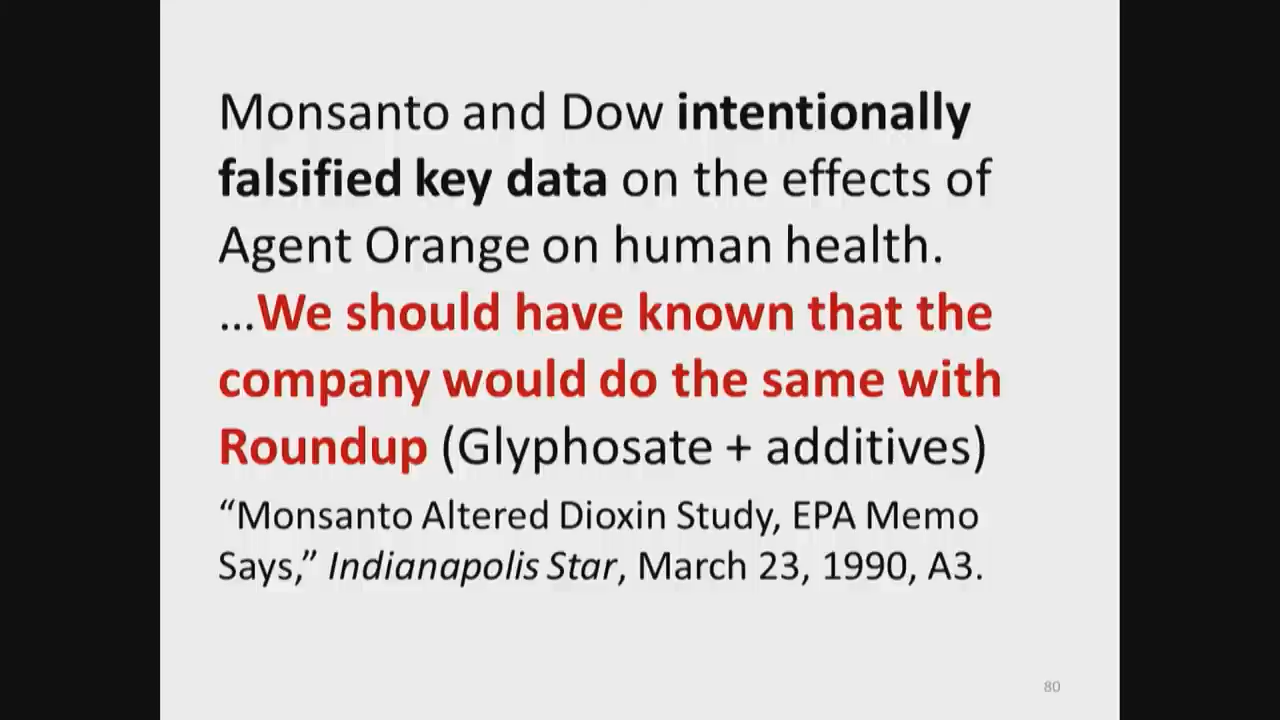 Monsanto and Dow intentionally
falsified key data on the effects of
Agent Orange on human health.
...We should have known that the
company would do the same with
Roundup (Glyphosate + additives)
“Monsanto Altered Dioxin Study, EPA Memo
Says,” Indianapolis Star, March 23, 1990, A3.
80